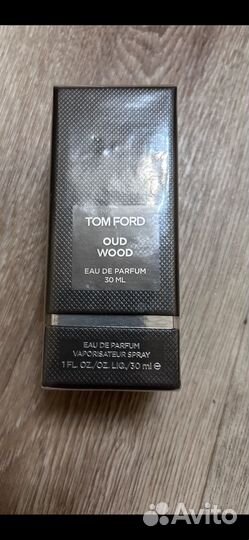 TOM FORD
OUD
WOOD
EAU DE PARFUM
30 ML
EAU DE PARFUM
VAPORISATEUR SPRAY
1 FL. OZ./OZ. LIQ./30 ml ℮
Avito